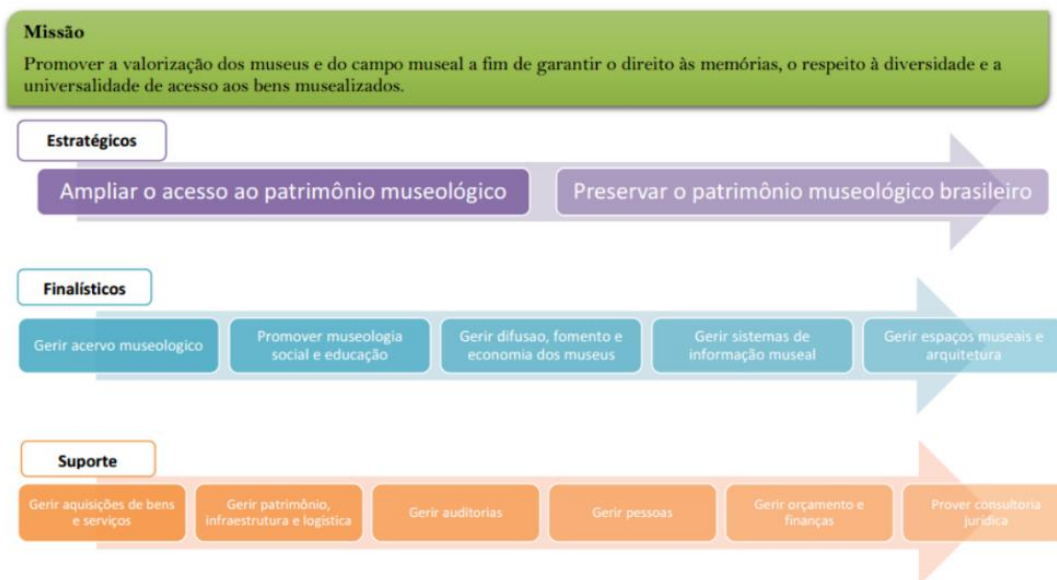 Missão
Promover a valorização dos museus e do campo museal a fim de garantir o direito às memórias, o respeito à diversidade e a
universalidade de acesso aos bens musealizados.
Estratégicos
Ampliar o acesso ao patrimônio museológico
Preservar o patrimônio museológico brasileiro
Finalísticos
Gerir acervo museologico
Promover museologia
social e educação
Gerir difusao, fomento e
economia dos museus
Gerir sistemas de
informação museal
Gerir espaços museais e
arquitetura
Suporte
Gerir aquisições de bens
e serviços
Gerir patrimônio,
infraestrutura e logistica
Gerir auditorias
Gerir pessoas
Gerir orçamento e
finanças
Prover consultoria
jurídica